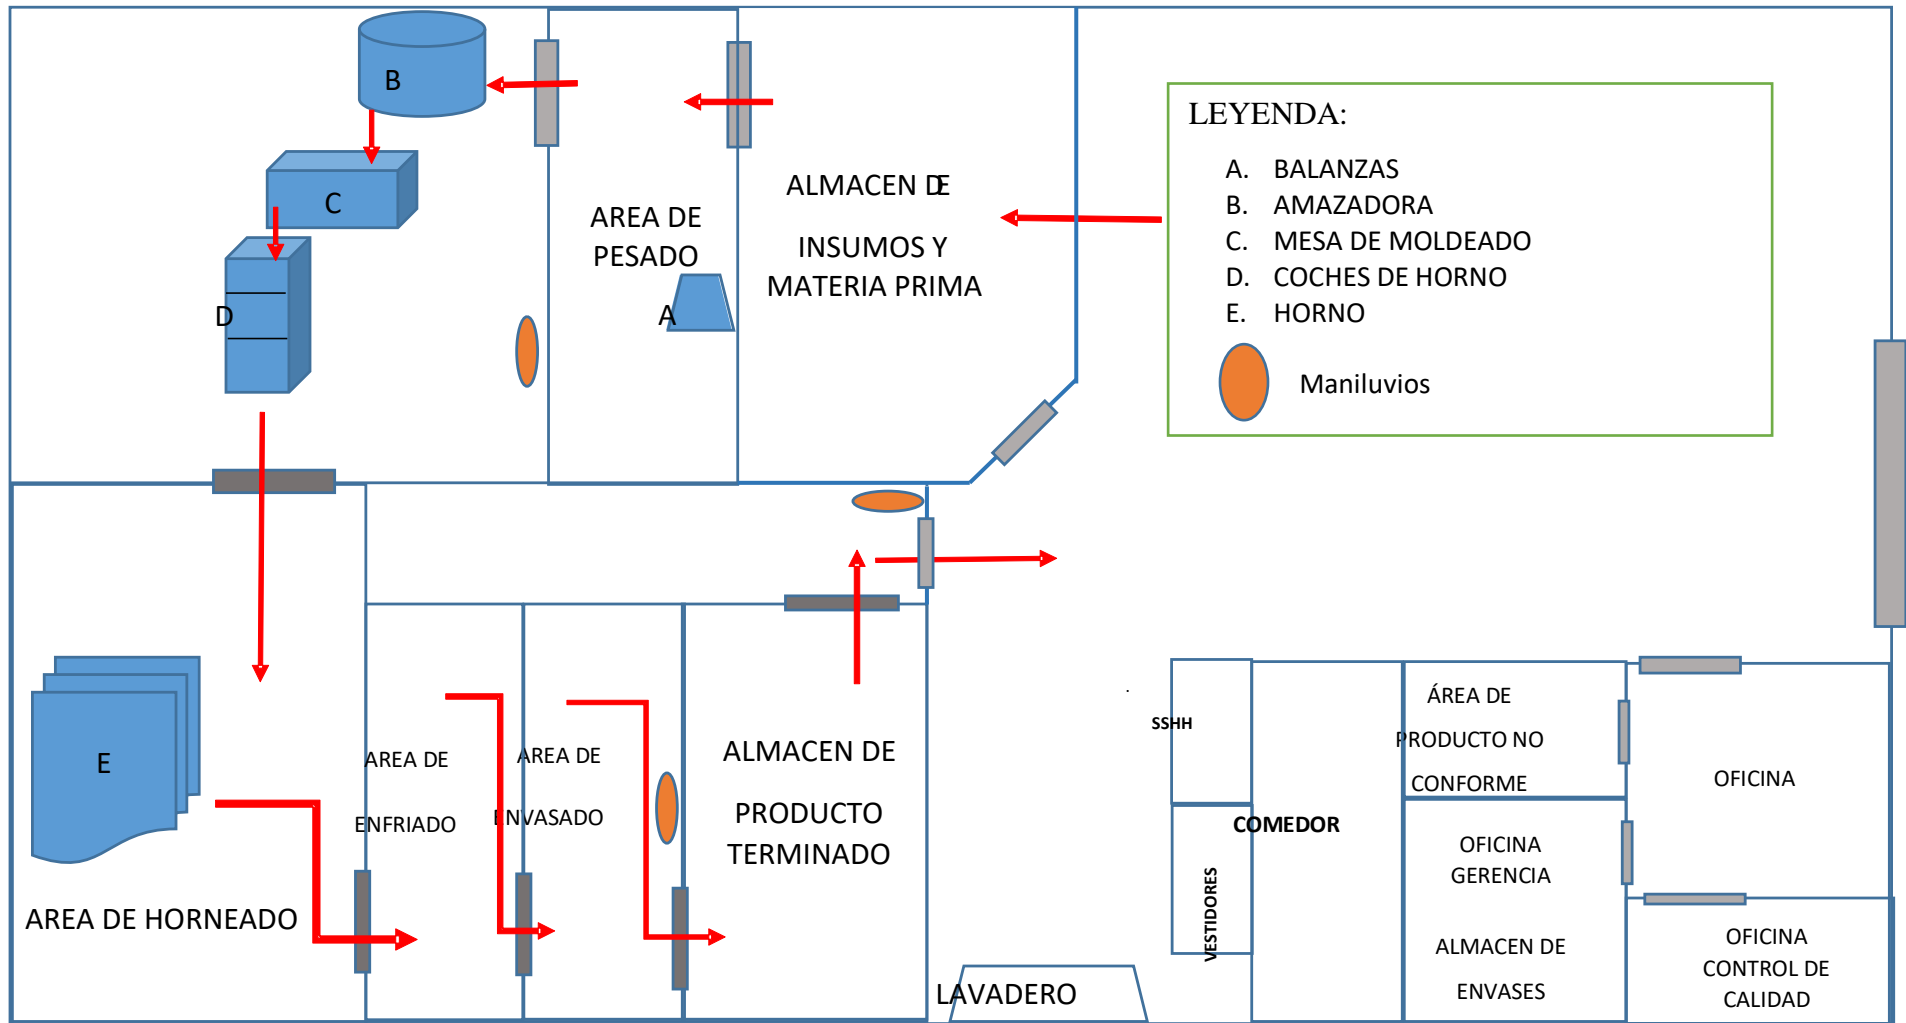 B
C
D
AREA DE
PESADO
A
ALMACEN DE
INSUMOS Y
MATERIA PRIMA
LEYENDA:
A. BALANZAS
B. AMAZADORA
C. MESA DE MOLDEADO
D. COCHES DE HORNO
E. HORNO
Maniluvios
E
AREA DE HORNEADO
AREA DE
ENFRIADO
AREA DE
ENVASADO
ALMACEN DE
PRODUCTO
TERMINADO
LAVADERO
.
SSHH
VESTIDORES
COMEDOR
ÁREA DE
PRODUCTO NO
CONFORME
OFICINA
GERENCIA
ALMACEN DE
ENVASES
OFICINA
OFICINA
CONTROL DE
CALIDAD